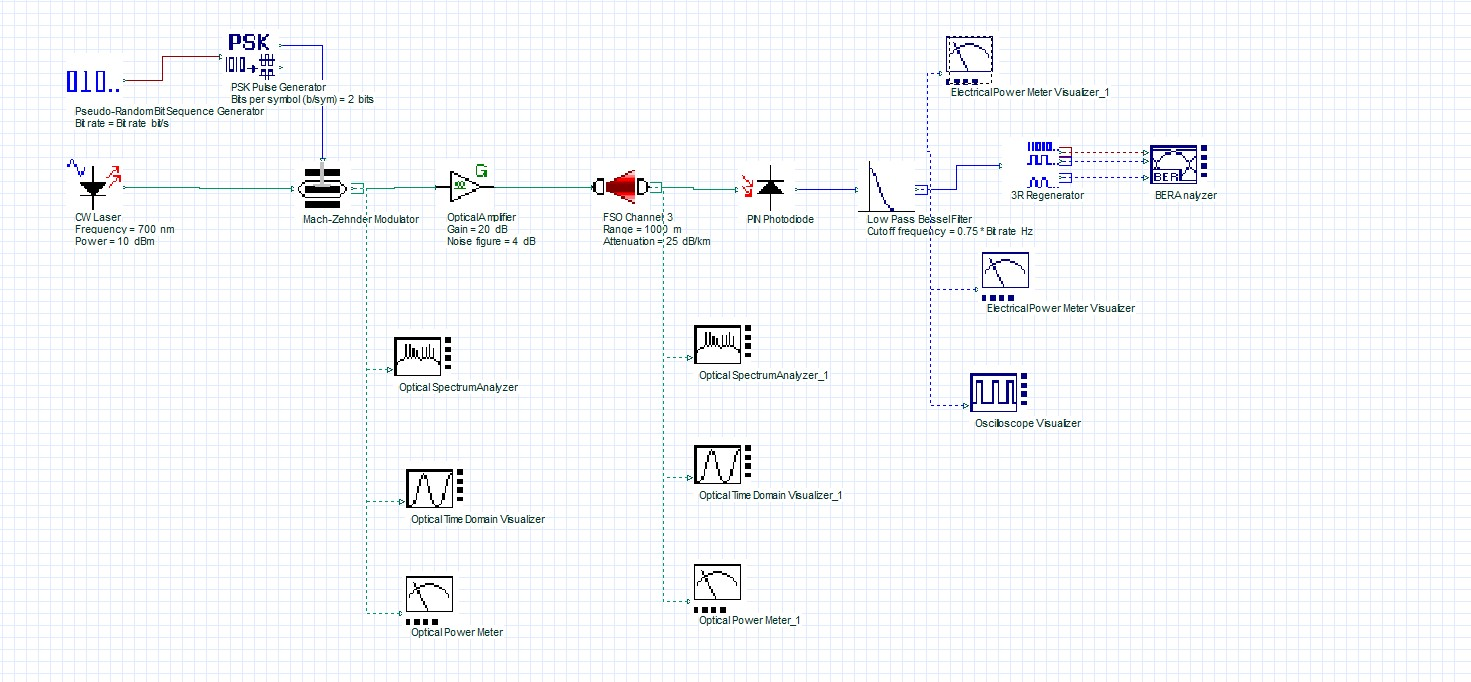 PSK
010..
PSK Pulse Generator
Bits per symbol (b/sym) = 2 bits
Pseudo-Random Bit Sequence Generator
Bit rate = Bit rate bit/s
Electrical Power Meter Visualizer_1
G
BER
CW Laser
Frequency = 700 nm
Power = 10 dBm
Mach-Zehnder Modulator
Optical Amplifier
Gain = 20 dB
Noise figure = 4 dB
FSO Channel 3
Range = 1000 m
Attenuation = 25 dB/km
PIN Photodiode
Low Pass Bessel Filter
Cutoff frequency = 0.75 * Bit rate Hz
3R Regenerator
BER Analyzer
Electrical Power Meter Visualizer
Optical Spectrum Analyzer
Optical Spectrum Analyzer_1
Oscilloscope Visualizer
Optical Time Domain Visualizer
Optical Time Domain Visualizer_1
Optical Power Meter
Optical Power Meter_1